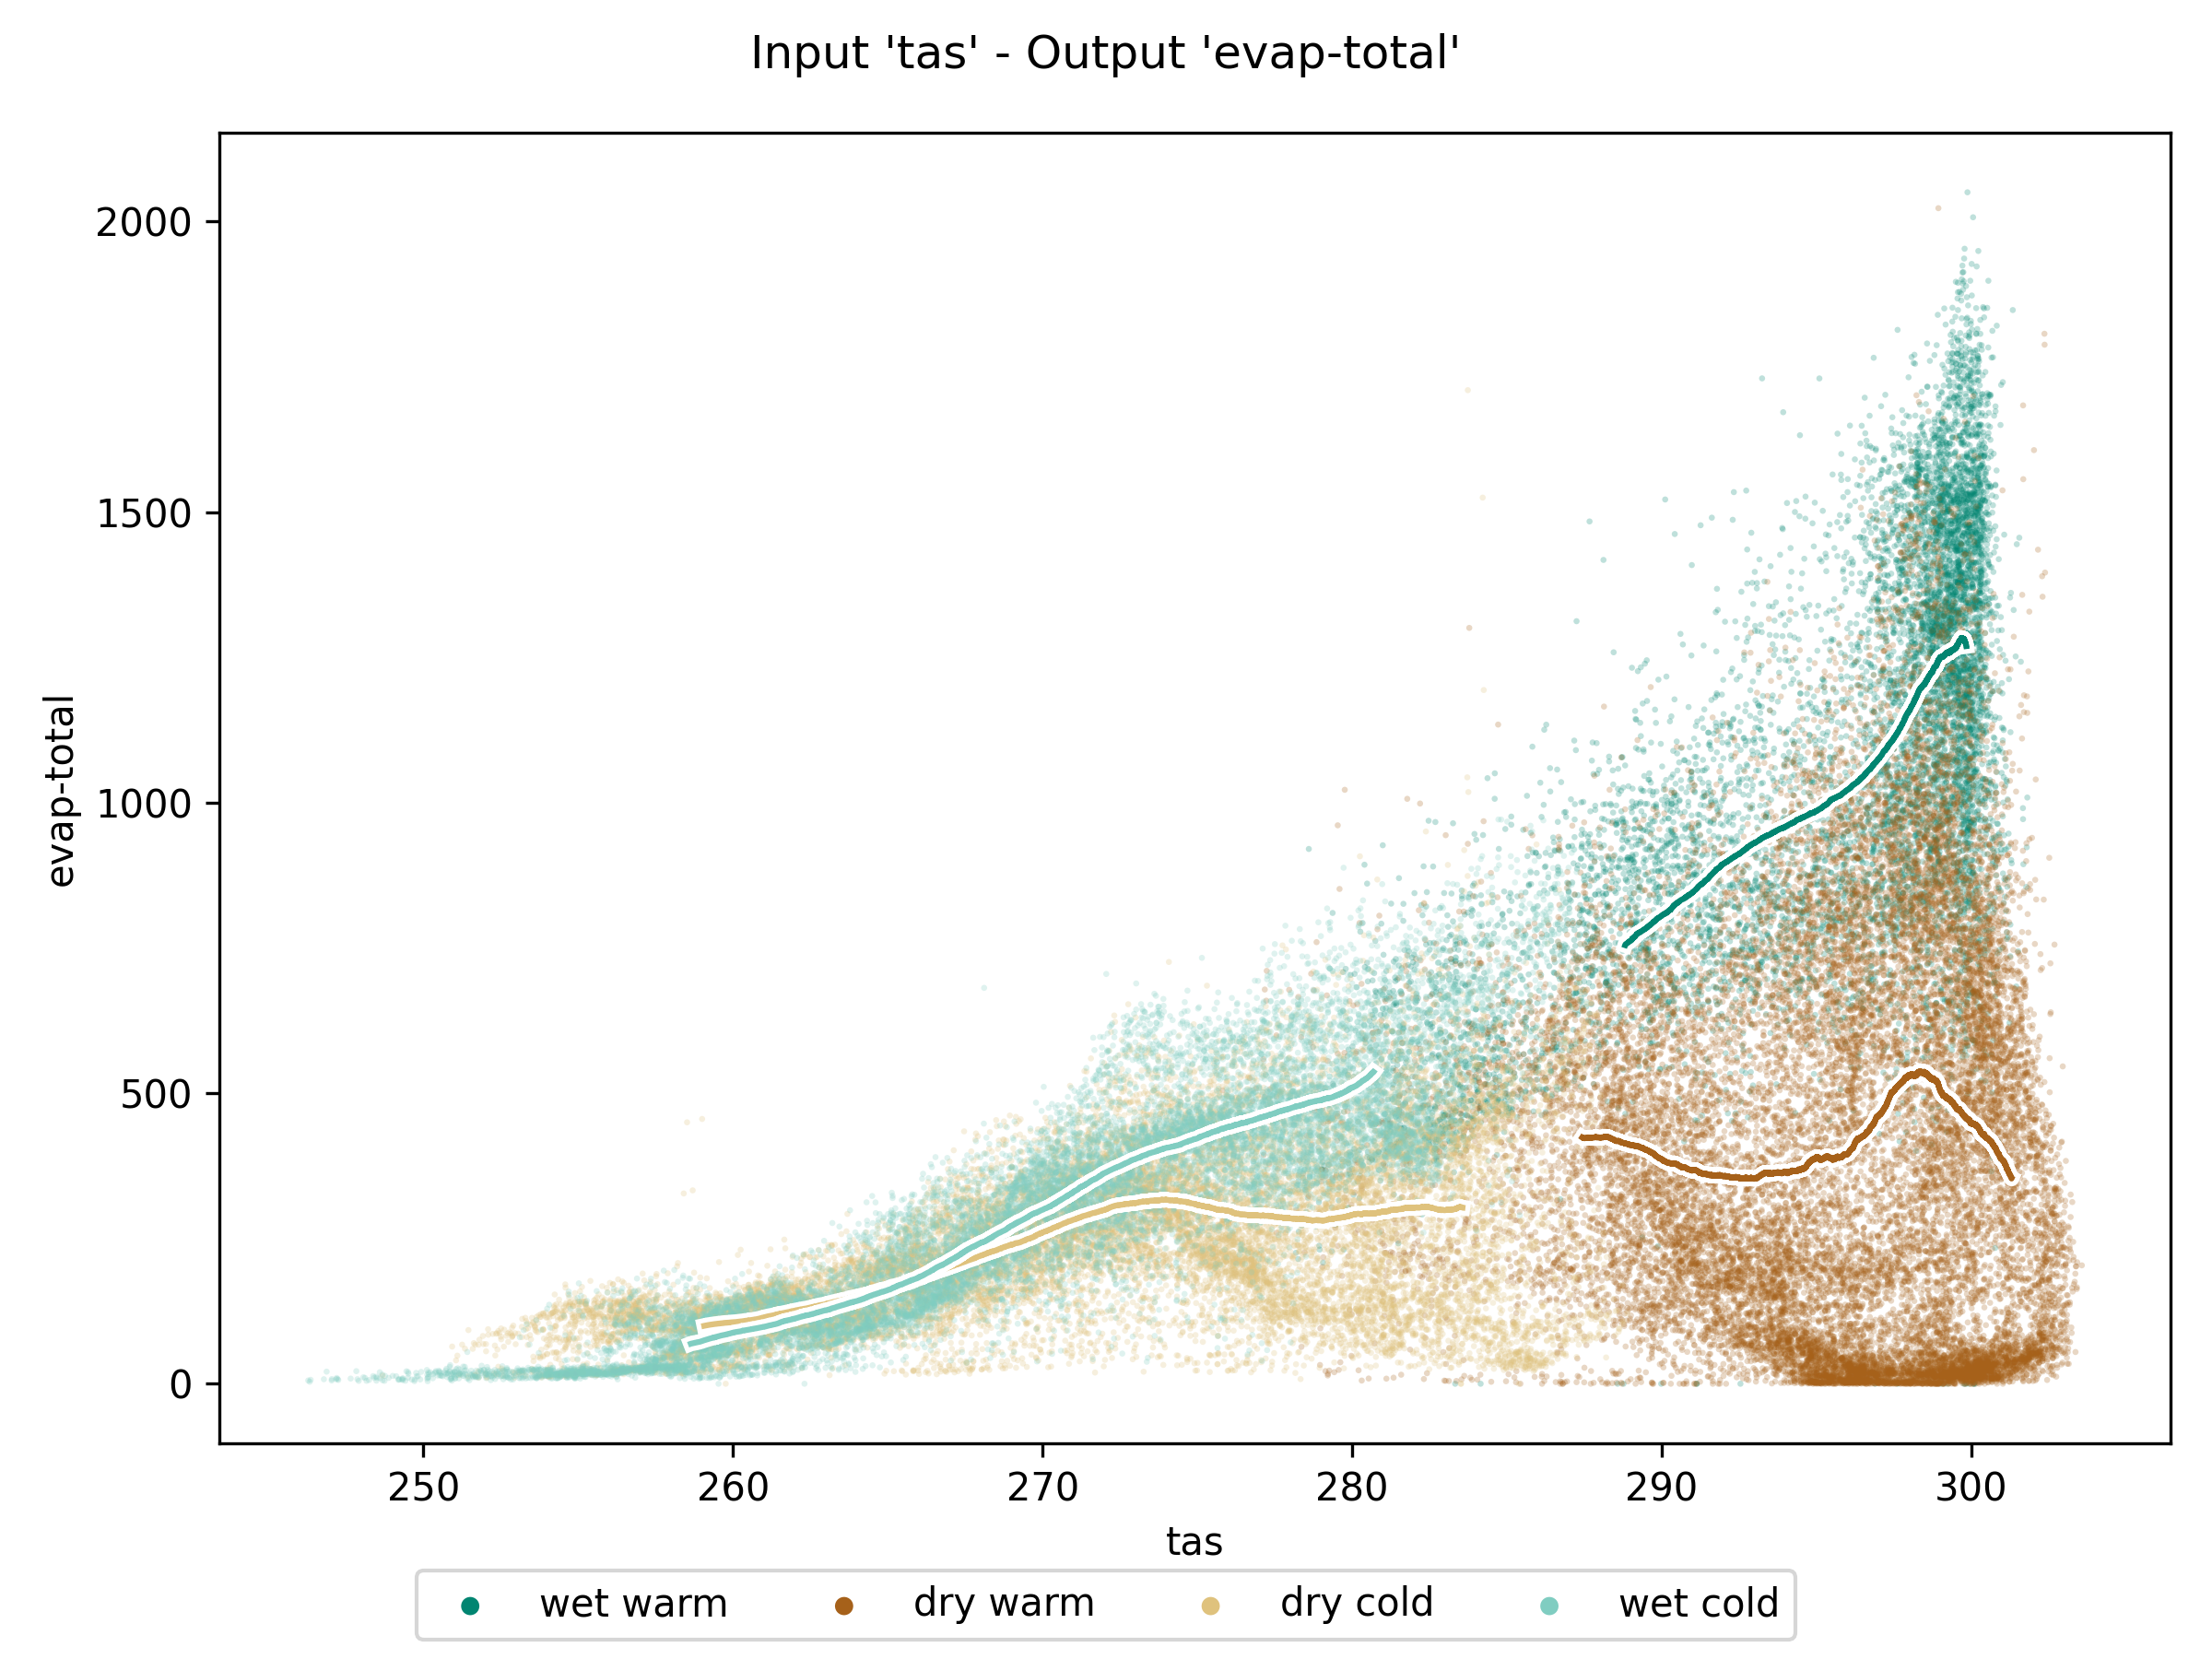 Input 'tas' - Output 'evap-total'
2000
1500
1000
500
0
evap-total
250 260 270 280 290 300
tas
wet warm dry warm dry cold wet cold